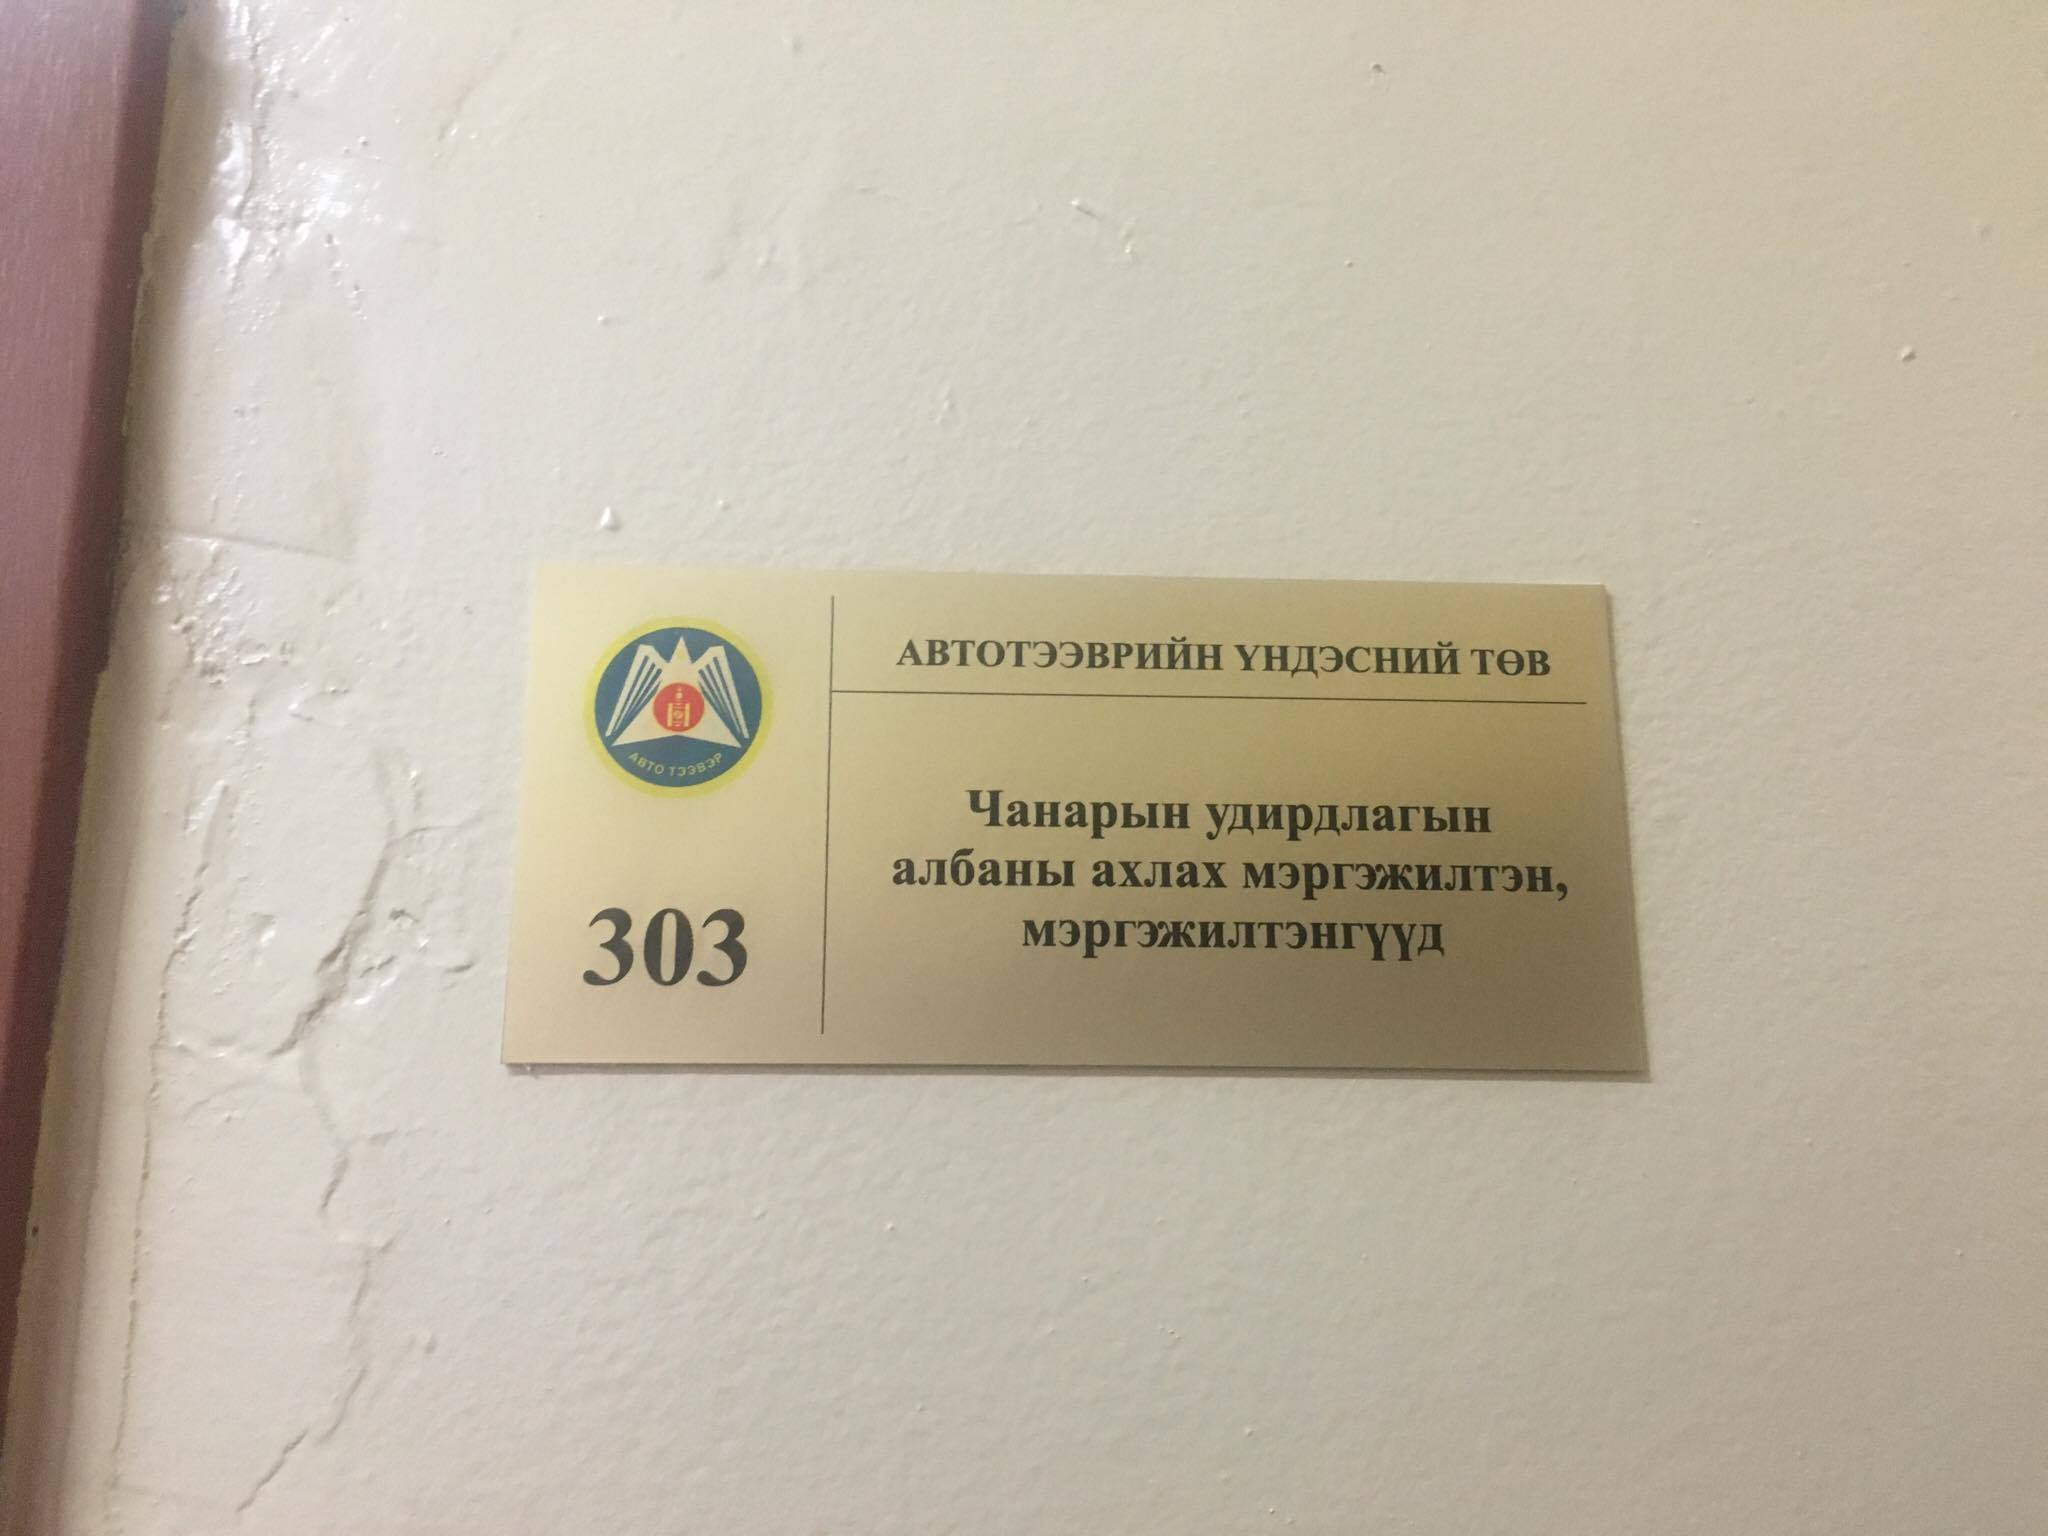 АВТОТЭЭВРИЙН ҮНДЭСНИЙ ТӨВ
АВТО ТЭЭВЭР
303
Чанарын удирдлагын
албаны ахлах мэргэжилтэн,
мэргэжилтэнгүүд